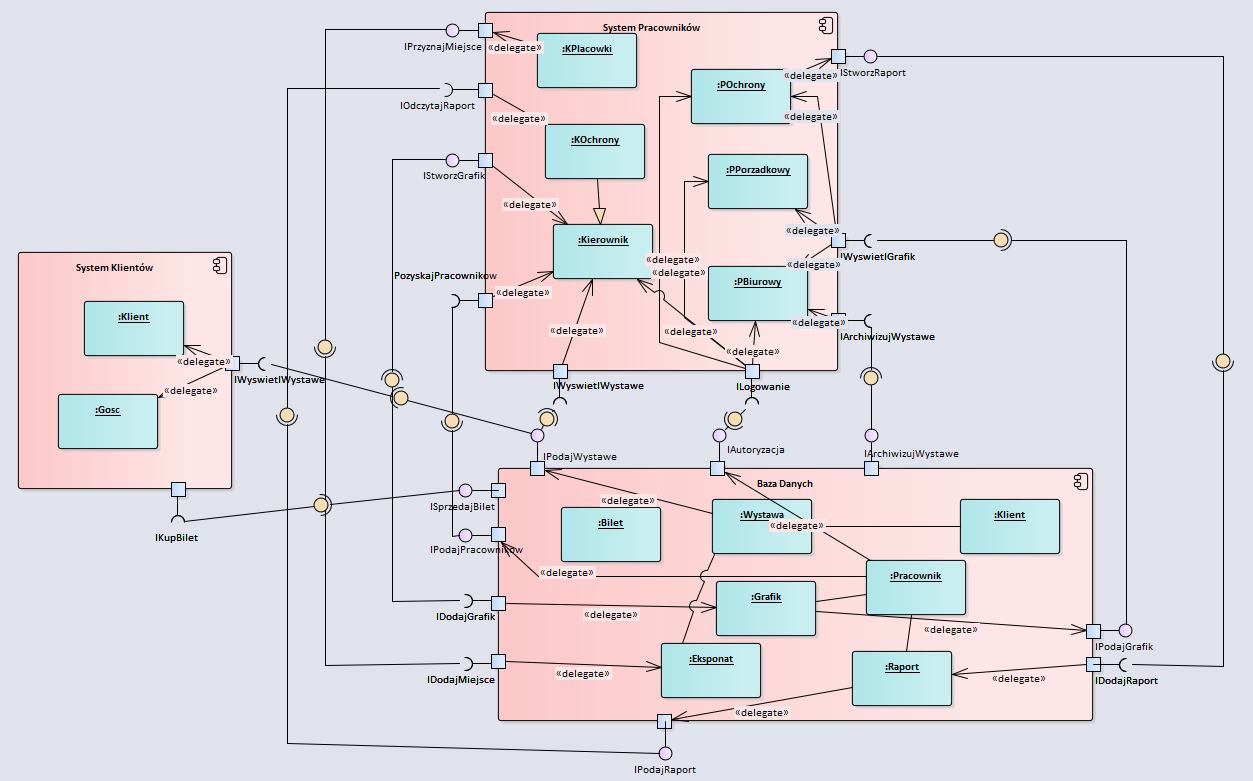 System Pracowników
IPrzyznajMiejsce
«delegate»
:KPlacowki
«delegate»
IStworzRaport
:POchrony
IOdczytajRaport
«delegate»
«delegate»
:KOchrony
IStworzGrafik
:PPorzadkowy
«delegate»
«delegate»
:Kierownik
IWyswietlGrafik
«delegate»
«delegate»
«delegate»
System Klientów
PozyskajPracownikow
:PBiurowy
«delegate»
:Klient
«delegate»
«delegate»
«delegate»
IArchiwizujWystawe
«delegate»
«delegate»
IWyswietlWystawe
IWyswietlWystawe
ILogowanie
«delegate»
:Gosc
IAutoryzacja
IPodajWystawe
IArchiwizujWystawe
Baza Danych
«delegate»
ISprzedajBilet
:Bilet
:Wystawa
«delegate»
:Klient
IKupBilet
IPodajPracownikow
«delegate»
:Pracownik
:Grafik
IDodajGrafik
«delegate»
«delegate»
IPodajGrafik
:Eksponat
:Raport
IDodajMiejsce
«delegate»
«delegate»
IDodajRaport
«delegate»
IPodajRaport